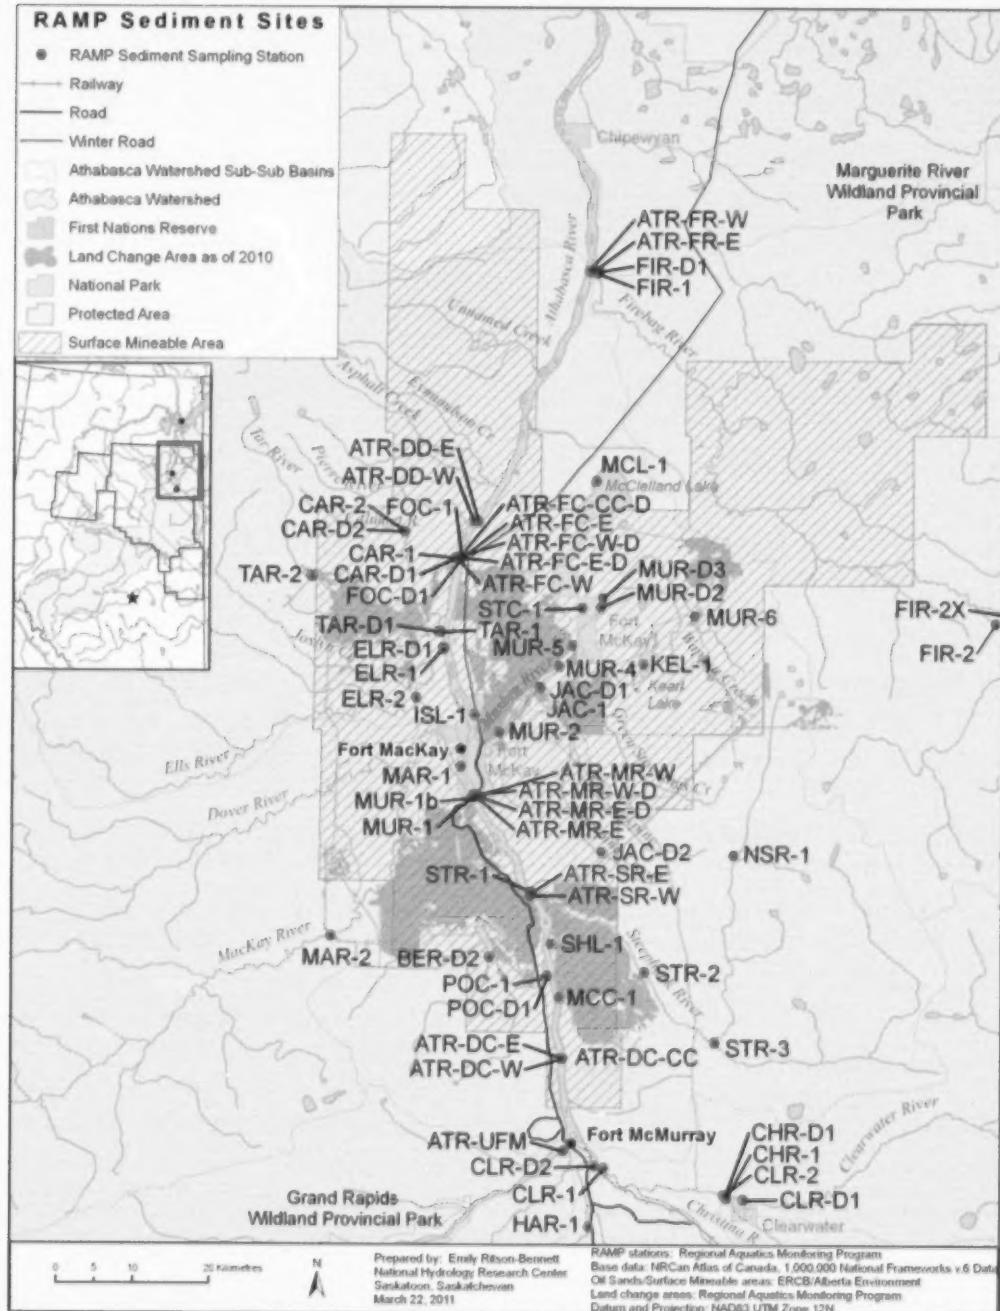 RAMP Sediment Sites
RAMP Sediment Sampling Station
Railway
Road
Winter Road
Athabasca Watershed Sub-Sub Basins
Athabasca Watershed
First Nations Reserve
Land Change Area as of 2010
National Park
Protected Area
Surface Mineable Area
Chipewyan
Marguerite River
Wildland Provincial
Park
ATR-FR-W
ATR-FR-E
FIR-D1
FIR-1
Athabasca River
Firebag River
Unnamed Creek
Asphalt Creek
Eymundson Cr
Tar River
Pierre River
ATR-DD-E
ATR-DD-W
MCL-1
McClelland Lake
CAR-2
CAR-D2
FOC-1
ATR-FC-CC-D
ATR-FC-E
ATR-FC-W-D
ATR-FC-E-D
ATR-FC-W
CAR-1
CAR-D1
FOC-D1
TAR-2
MUR-D3
MUR-D2
STC-1
Fort
McKay
MUR-6
FIR-2X
FIR-2
TAR-D1
TAR-1
MUR-5
ELR-D1
ELR-1
MUR-4
KEL-1
Kearl
Lake
JAC-D1
JAC-1
ELR-2
ISL-1
MUR-2
Fort
McKay
Fort MacKay
MAR-1
Ells River
Dover River
ATR-MR-W
ATR-MR-W-D
ATR-MR-E-D
ATR-MR-E
MUR-1b
MUR-1
JAC-D2
NSR-1
STR-1
ATR-SR-E
ATR-SR-W
MacKay River
MAR-2
BER-D2
SHL-1
Steepbank River
STR-2
POC-1
POC-D1
MCC-1
STR-3
ATR-DC-E
ATR-DC-W
ATR-DC-CC
ATR-UFM
Fort McMurray
Clearwater River
CLR-D2
CLR-1
CHR-D1
CHR-1
CLR-2
CLR-D1
Grand Rapids
Wildland Provincial Park
HAR-1
Christina R
Clearwater
0 5 10 20 Kilometres
N
Prepared by: Emily Ritson-Bennett
National Hydrology Research Center
Saskatoon, Saskatchewan
March 22, 2011
RAMP stations: Regional Aquatics Monitoring Program
Base data: NRCan Atlas of Canada, 1,000,000 National Frameworks v.6 Data
Oil Sands/Surface Mineable areas: ERCB/Alberta Environment
Land change areas: Regional Aquatics Monitoring Program
Datum and Projection: NAD83 UTM Zone 12N